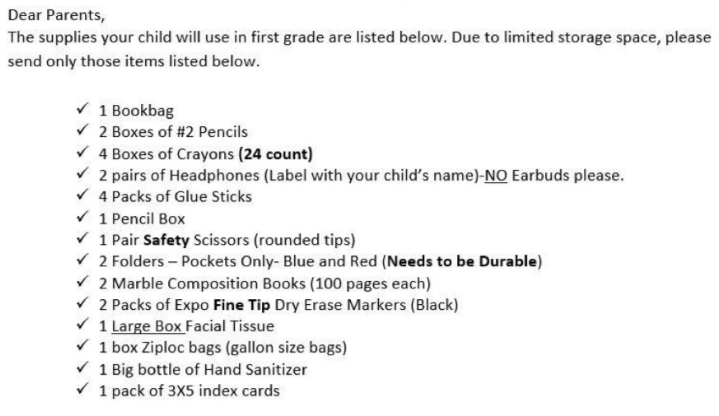 Dear Parents,
The supplies your child will use in first grade are listed below. Due to limited storage space, please
send only those items listed below.
✓ 1 Bookbag
✓ 2 Boxes of #2 Pencils
✓ 4 Boxes of Crayons (24 count)
✓ 2 pairs of Headphones (Label with your child's name)-NO Earbuds please.
✓ 4 Packs of Glue Sticks
✓ 1 Pencil Box
✓ 1 Pair Safety Scissors (rounded tips)
✓ 2 Folders – Pockets Only- Blue and Red (Needs to be Durable)
✓ 2 Marble Composition Books (100 pages each)
✓ 2 Packs of Expo Fine Tip Dry Erase Markers (Black)
✓ 1 Large Box Facial Tissue
✓ 1 box Ziploc bags (gallon size bags)
✓ 1 Big bottle of Hand Sanitizer
✓ 1 pack of 3X5 index cards